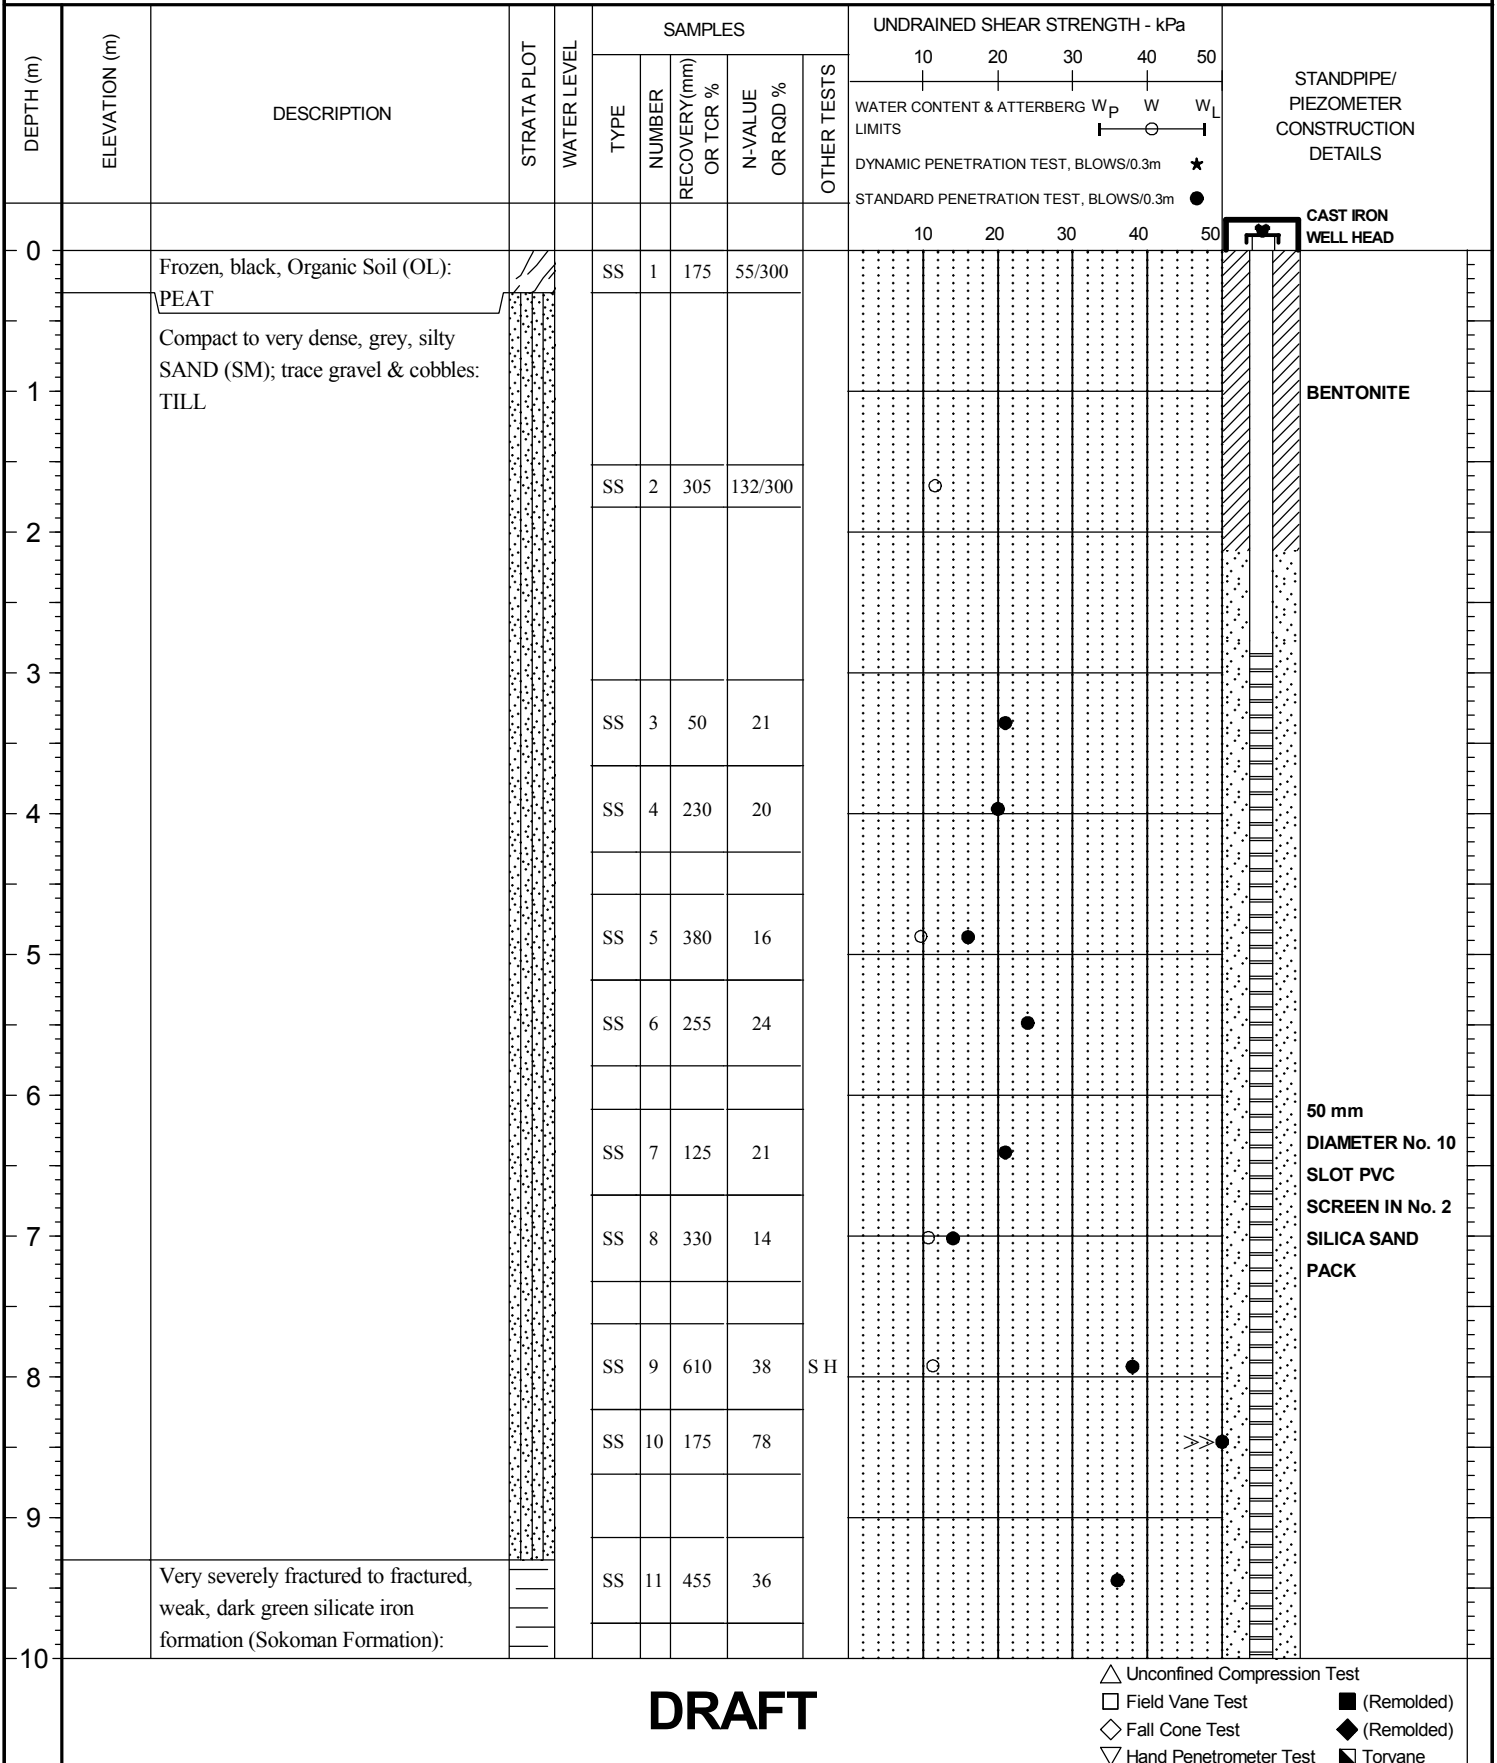 DEPTH (m)
ELEVATION (m)
DESCRIPTION
STRATA PLOT
WATER LEVEL
SAMPLES
TYPE
NUMBER
RECOVERY(mm)
OR TCR %
N-VALUE
OR RQD %
OTHER TESTS
UNDRAINED SHEAR STRENGTH - kPa
10 20 30 40 50
WATER CONTENT & ATTERBERG WP W WL
LIMITS
DYNAMIC PENETRATION TEST, BLOWS/0.3m ★
STANDARD PENETRATION TEST, BLOWS/0.3m ●
10 20 30 40 50
STANDPIPE/
PIEZOMETER
CONSTRUCTION
DETAILS
CAST IRON
WELL HEAD
0
Frozen, black, Organic Soil (OL):
PEAT
SS 1 175 55/300
Compact to very dense, grey, silty
SAND (SM); trace gravel & cobbles:
TILL
1
BENTONITE
SS 2 305 132/300
2
3
SS 3 50 21
SS 4 230 20
4
SS 5 380 16
5
SS 6 255 24
6
50 mm
DIAMETER No. 10
SLOT PVC
SCREEN IN No. 2
SILICA SAND
PACK
SS 7 125 21
7
SS 8 330 14
SS 9 610 38 S H
8
SS 10 175 78
>>
9
Very severely fractured to fractured,
weak, dark green silicate iron
formation (Sokoman Formation):
SS 11 455 36
10
DRAFT
△ Unconfined Compression Test
□ Field Vane Test ■ (Remolded)
◇ Fall Cone Test ◆ (Remolded)
▽ Hand Penetrometer Test Torvane